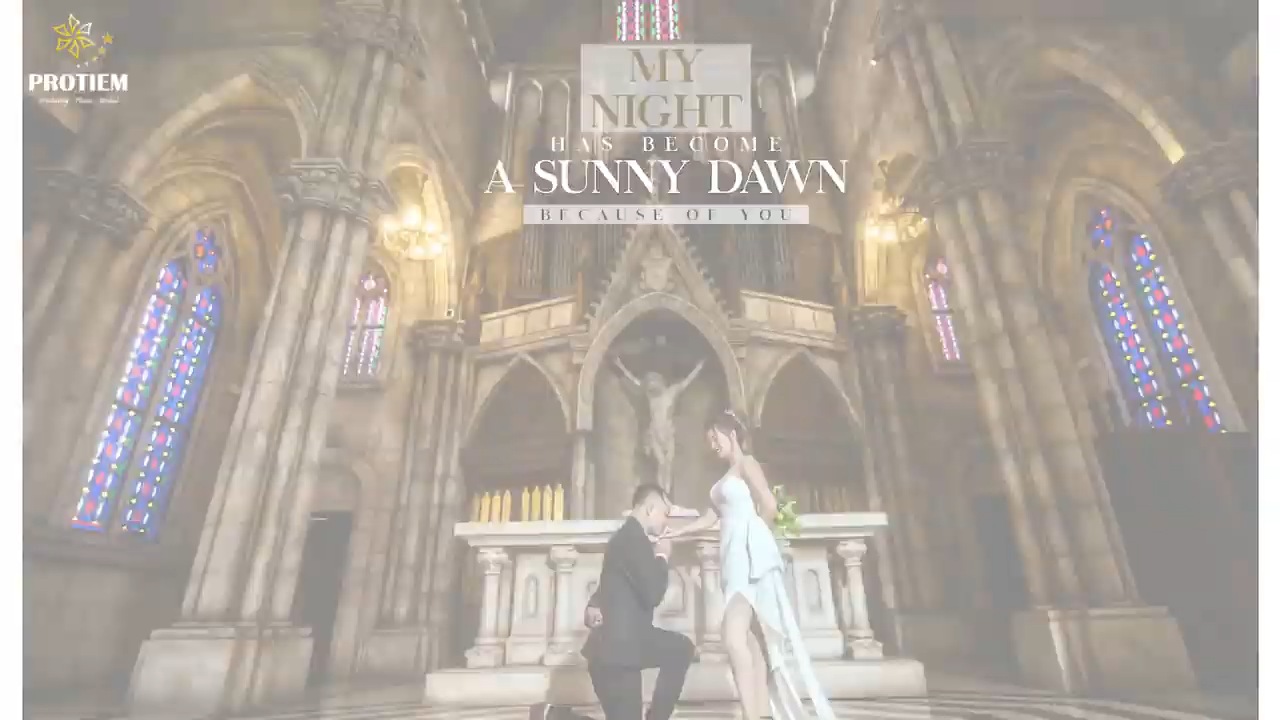 PROTIEM
MY
NIGHT
HAS BECOME
A SUNNY DAWN
BECAUSE OF YOU